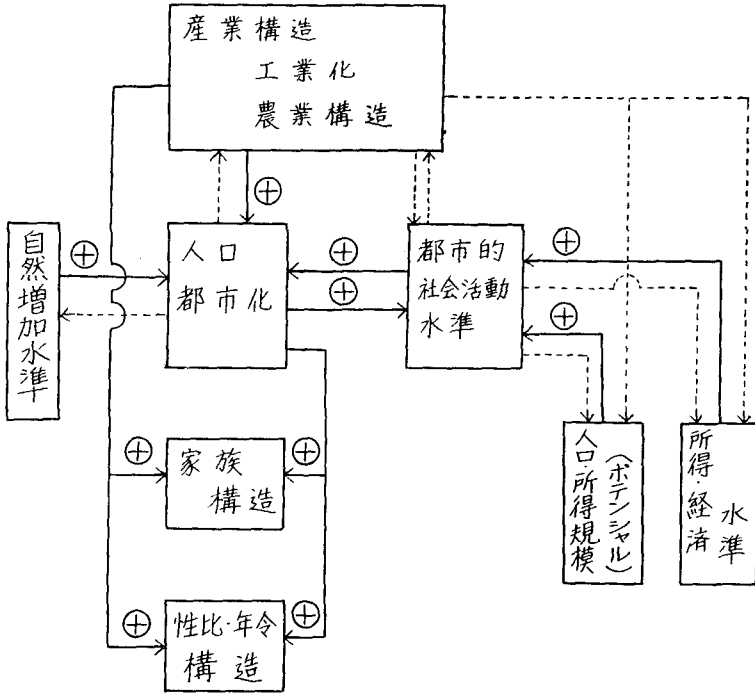 産業構造
工業化
農業構造
⊕
自然増加水準
⊕
人口
都市化
⊕
⊕
都市的
社会活動
水準
⊕
⊕
⊕
家族
構造
⊕
人口・所得規模
(ポテンシャル)
所得・経済
水準
⊕
性比・年令
構造
⊕